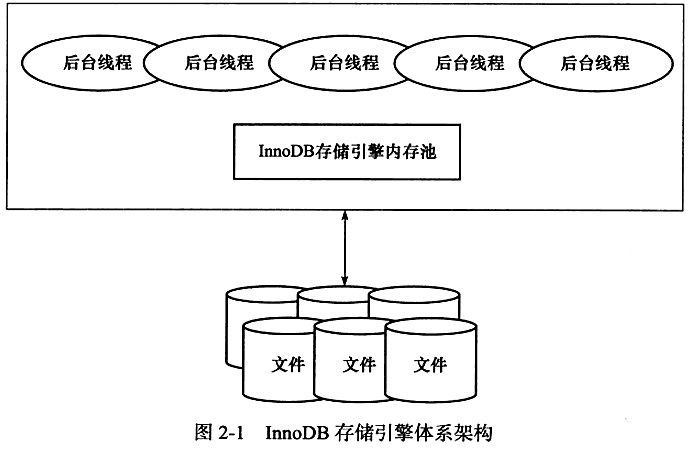 后台线程 后台线程 后台线程 后台线程 后台线程
InnoDB存储引擎内存池
文件 文件 文件
图 2-1 InnoDB 存储引擎体系架构